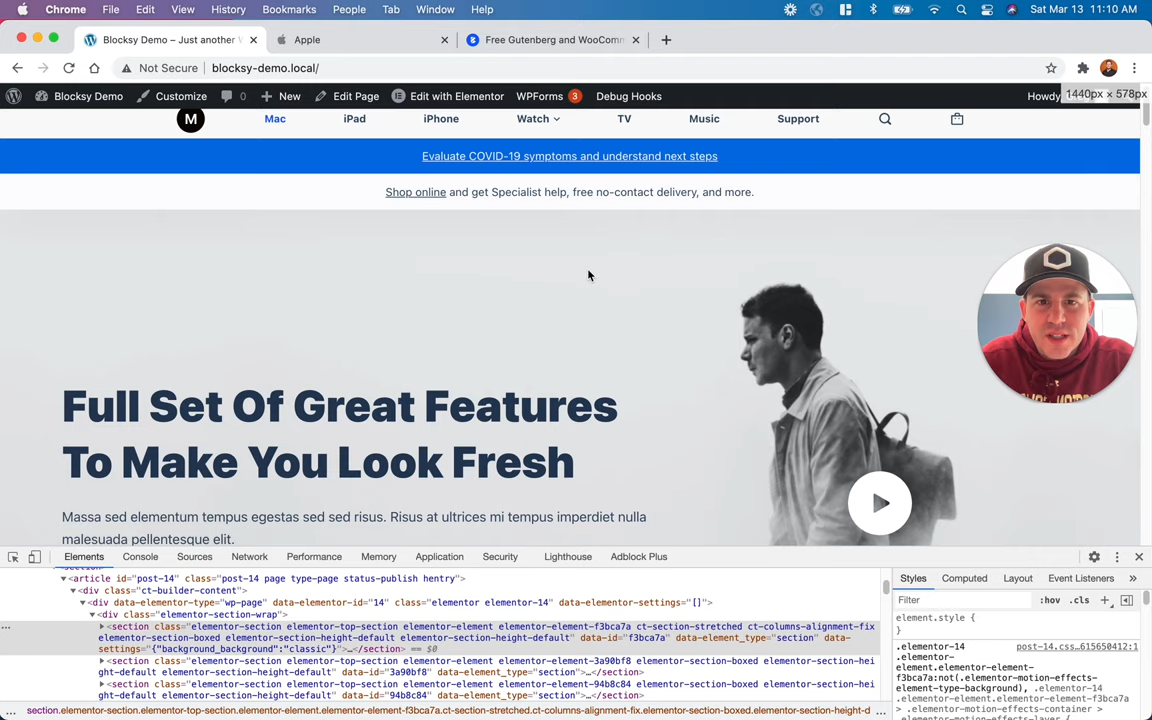 Chrome File Edit View History Bookmarks People Tab Window Help Sat Mar 13 11:10 AM
Blocksy Demo – Just another W Apple Free Gutenberg and WooComm
Not Secure blocksy-demo.local/
Blocksy Demo Customize 0 New Edit Page Edit with Elementor WPForms 3 Debug Hooks Howdy
1440px × 578px
M Mac iPad iPhone Watch TV Music Support
Evaluate COVID-19 symptoms and understand next steps
Shop online and get Specialist help, free no-contact delivery, and more.
Full Set Of Great Features
To Make You Look Fresh
Massa sed elementum tempus egestas sed sed risus. Risus at ultrices mi tempus imperdiet nulla
malesuada pellentesque elit.
Elements Console Sources Network Performance Memory Application Security Lighthouse Adblock Plus
<article id="post-14" class="post-14 page type-page status-publish hentry">
<div class="ct-builder-content">
<div data-elementor-type="wp-page" data-elementor-id="14" class="elementor elementor-14" data-elementor-settings="[]">
<div class="elementor-section-wrap">
<section class="elementor-section elementor-top-section elementor-element elementor-element-f3bca7a ct-section-stretched ct-columns-alignment-fix
elementor-section-boxed elementor-section-height-default elementor-section-height-default" data-id="f3bca7a" data-element_type="section" data-
settings="{"background_background":"classic"}">…</section> == $0
<section class="elementor-section elementor-top-section elementor-element elementor-element-3a90bf8 elementor-section-boxed elementor-section-hei
ght-default elementor-section-height-default" data-id="3a90bf8" data-element_type="section">…</section>
<section class="elementor-section elementor-top-section elementor-element elementor-element-94b8c84 elementor-section-boxed elementor-section-hei
ght-default elementor-section-height-default" data-id="94b8c84" data-element_type="section">…</section>
… section.elementor-section.elementor-top-section.elementor-element.elementor-element-f3bca7a.ct-section-stretched.ct-columns-alignment-fix.elementor-section-boxed.elementor-section-height-d …
Styles Computed Layout Event Listeners »
Filter :hov .cls +
element.style {
}
.elementor-14 post-14.css…615650412:1
.elementor-
element.elementor-element-
f3bca7a:not(.elementor-motion-effects-
element-type-background), .elementor-14
.elementor-element.elementor-element-f3bca7a
> .elementor-motion-effects-container >
.elementor-motion-effects-layer {